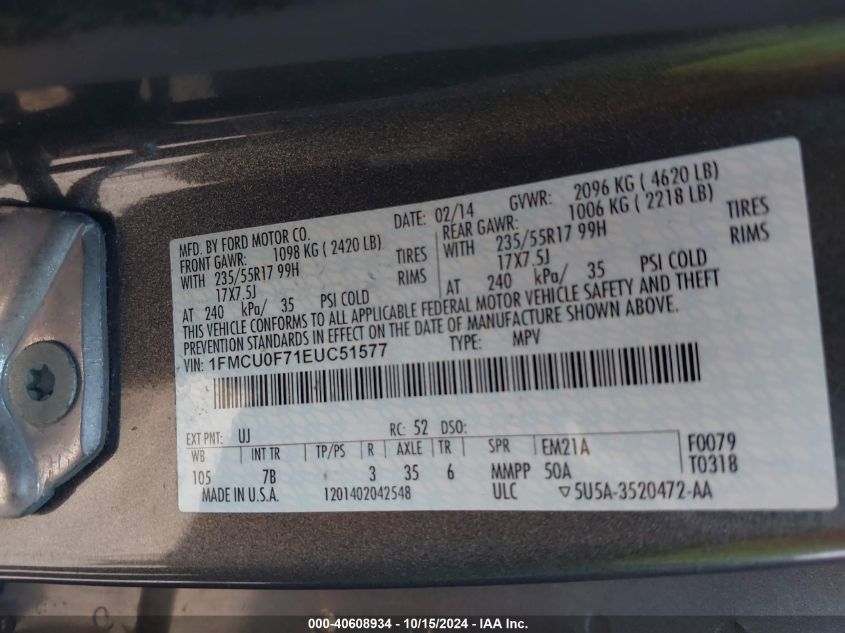 MFD. BY FORD MOTOR CO. DATE: 02/14 GVWR: 2096 KG ( 4620 LB)
FRONT GAWR: 1098 KG ( 2420 LB) REAR GAWR: 1006 KG ( 2218 LB)
WITH 235/55R17 99H TIRES WITH 235/55R17 99H TIRES
17X7.5J RIMS 17X7.5J RIMS
AT 240 kPa/ 35 PSI COLD AT 240 kPa/ 35 PSI COLD
THIS VEHICLE CONFORMS TO ALL APPLICABLE FEDERAL MOTOR VEHICLE SAFETY AND THEFT
PREVENTION STANDARDS IN EFFECT ON THE DATE OF MANUFACTURE SHOWN ABOVE.
VIN: 1FMCU0F71EUC51577 TYPE: MPV
EXT PNT: UJ RC: 52 DSO:
WB INT TR TP/PS R AXLE TR SPR EM21A F0079
105 7B 3 35 6 MMPP 50A T0318
MADE IN U.S.A. 1201402042548 ULC ▽5U5A-3520472-AA
000-40608934 - 10/15/2024 - IAA Inc.